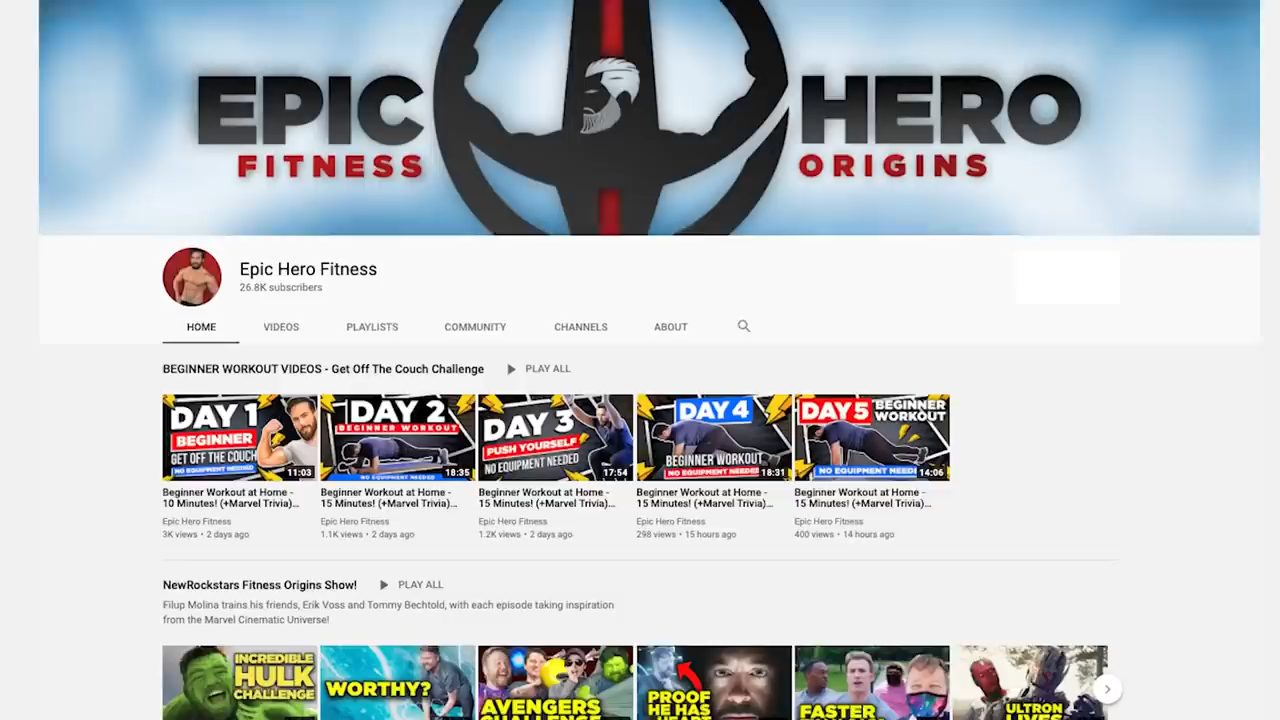 EPIC HERO
FITNESS ORIGINS
Epic Hero Fitness
26.8K subscribers
HOME VIDEOS PLAYLISTS COMMUNITY CHANNELS ABOUT
BEGINNER WORKOUT VIDEOS - Get Off The Couch Challenge PLAY ALL
DAY 1
BEGINNER
GET OFF THE COUCH
NO EQUIPMENT NEEDED
11:03
Beginner Workout at Home -
10 Minutes! (+Marvel Trivia)...
Epic Hero Fitness
3K views • 2 days ago
DAY 2
BEGINNER WORKOUT
NO EQUIPMENT NEEDED
18:35
Beginner Workout at Home -
15 Minutes! (+Marvel Trivia)...
Epic Hero Fitness
1.1K views • 2 days ago
DAY 3
PUSH YOURSELF
NO EQUIPMENT NEEDED
17:54
Beginner Workout at Home -
15 Minutes! (+Marvel Trivia)...
Epic Hero Fitness
1.2K views • 2 days ago
DAY 4
BEGINNER WORKOUT
NO EQUIPMENT NEEDE
18:31
Beginner Workout at Home -
15 Minutes! (+Marvel Trivia)...
Epic Hero Fitness
298 views • 15 hours ago
DAY 5 BEGINNER
WORKOUT
NO EQUIPMENT NEED
14:06
Beginner Workout at Home -
15 Minutes! (+Marvel Trivia)...
Epic Hero Fitness
400 views • 14 hours ago
NewRockstars Fitness Origins Show! PLAY ALL
Filup Molina trains his friends, Erik Voss and Tommy Bechtold, with each episode taking inspiration
from the Marvel Cinematic Universe!
INCREDIBLE
HULK
CHALLENGE
WORTHY?
AVENGERS
CHALLENGE
PROOF
HE HAS
A HEART
FASTER
ULTRON
LIVES